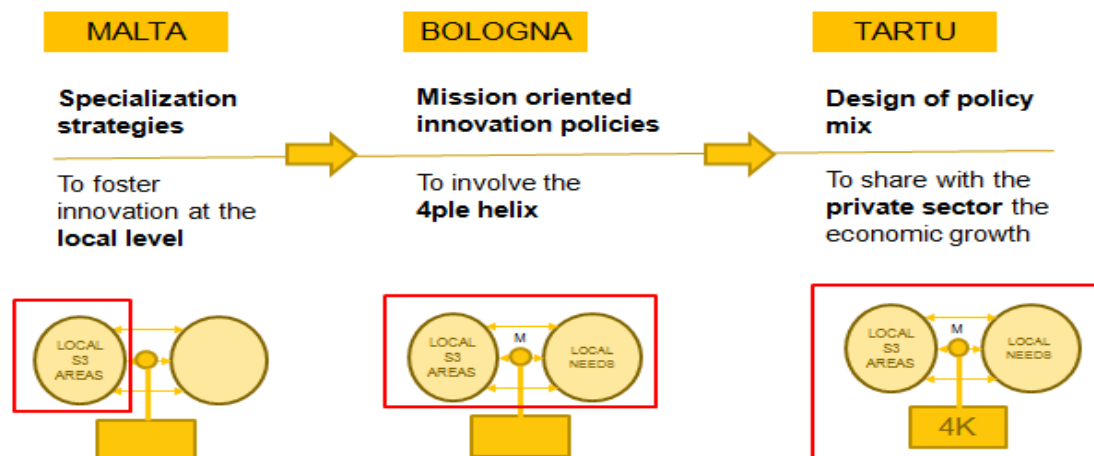 MALTA
Specialization
strategies
To foster
innovation at the
local level
LOCAL
S3
AREAS
BOLOGNA
Mission oriented
innovation policies
To involve the
4ple helix
LOCAL
S3
AREAS
M
LOCAL
NEEDS
TARTU
Design of policy
mix
To share with the
private sector the
economic growth
LOCAL
S3
AREAS
M
LOCAL
NEEDS
4K